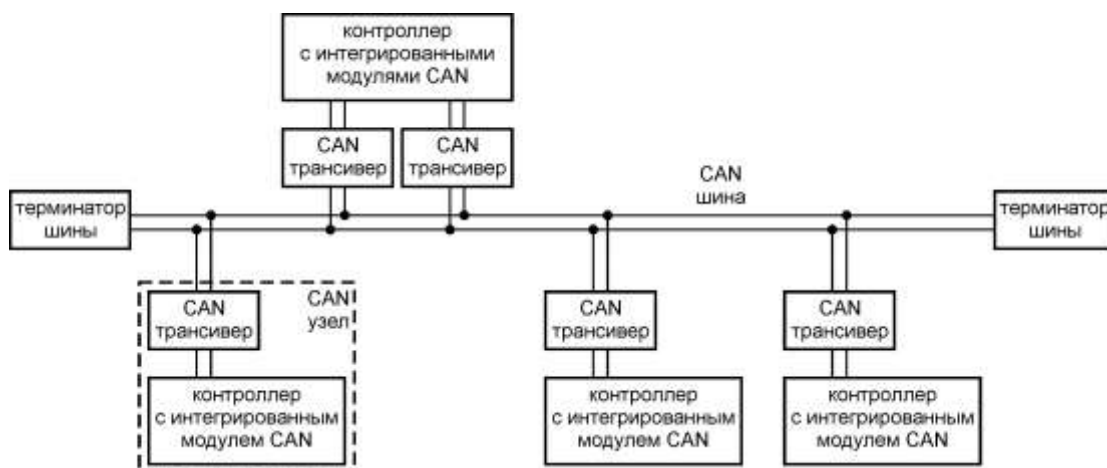 контроллер
с интегрированными
модулями CAN
CAN
трансивер
CAN
трансивер
CAN
шина
терминатор
шины
терминатор
шины
CAN
трансивер
CAN
узел
CAN
трансивер
CAN
трансивер
контроллер
с интегрированным
модулем CAN
контроллер
с интегрированным
модулем CAN
контроллер
с интегрированным
модулем CAN